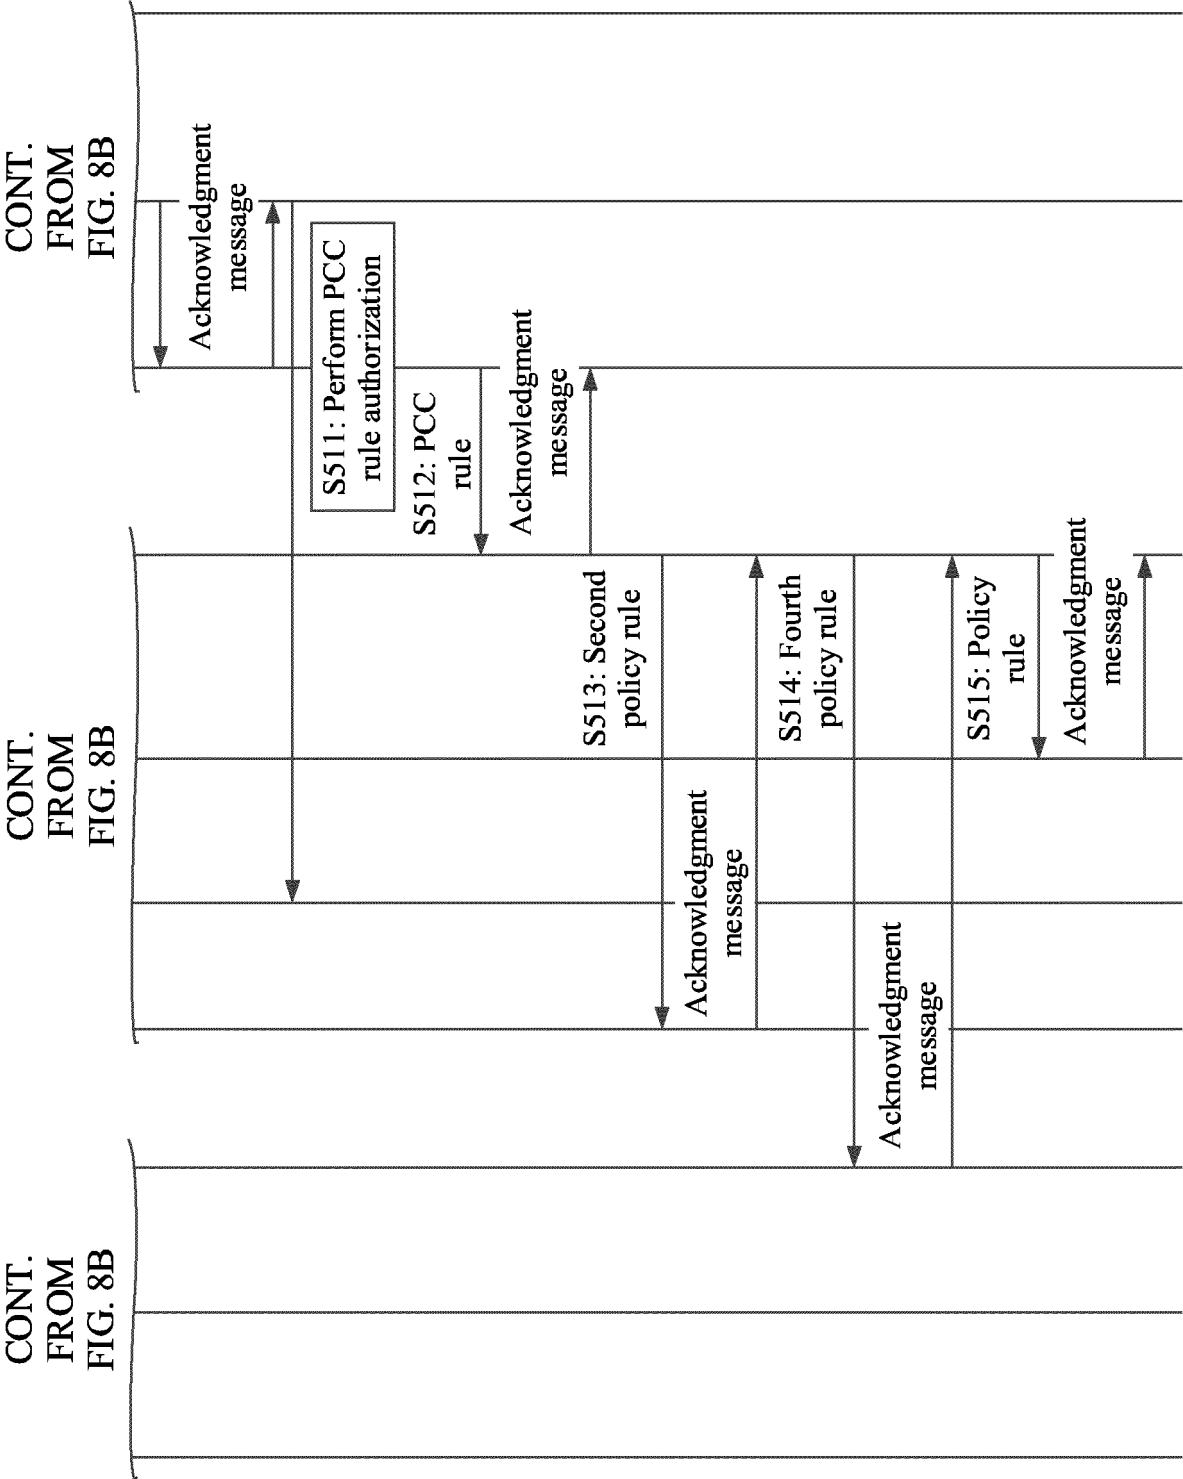 CONT.
FROM
FIG. 8B
CONT.
FROM
FIG. 8B
CONT.
FROM
FIG. 8B
Acknowledgment
message
S511: Perform PCC
rule authorization
S512: PCC
rule
Acknowledgment
message
S513: Second
policy rule
Acknowledgment
message
S514: Fourth
policy rule
Acknowledgment
message
S515: Policy
rule
Acknowledgment
message